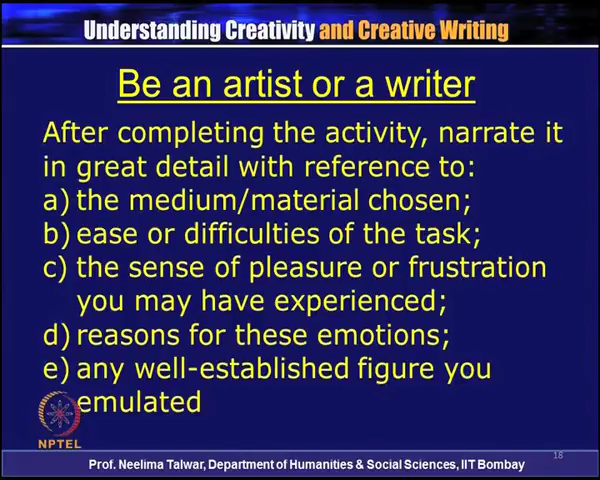 Understanding Creativity and Creative Writing
Be an artist or a writer
After completing the activity, narrate it
in great detail with reference to:
a) the medium/material chosen;
b) ease or difficulties of the task;
c) the sense of pleasure or frustration
you may have experienced;
d) reasons for these emotions;
e) any well-established figure you
emulated
NPTEL
18
Prof. Neelima Talwar, Department of Humanities & Social Sciences, IIT Bombay